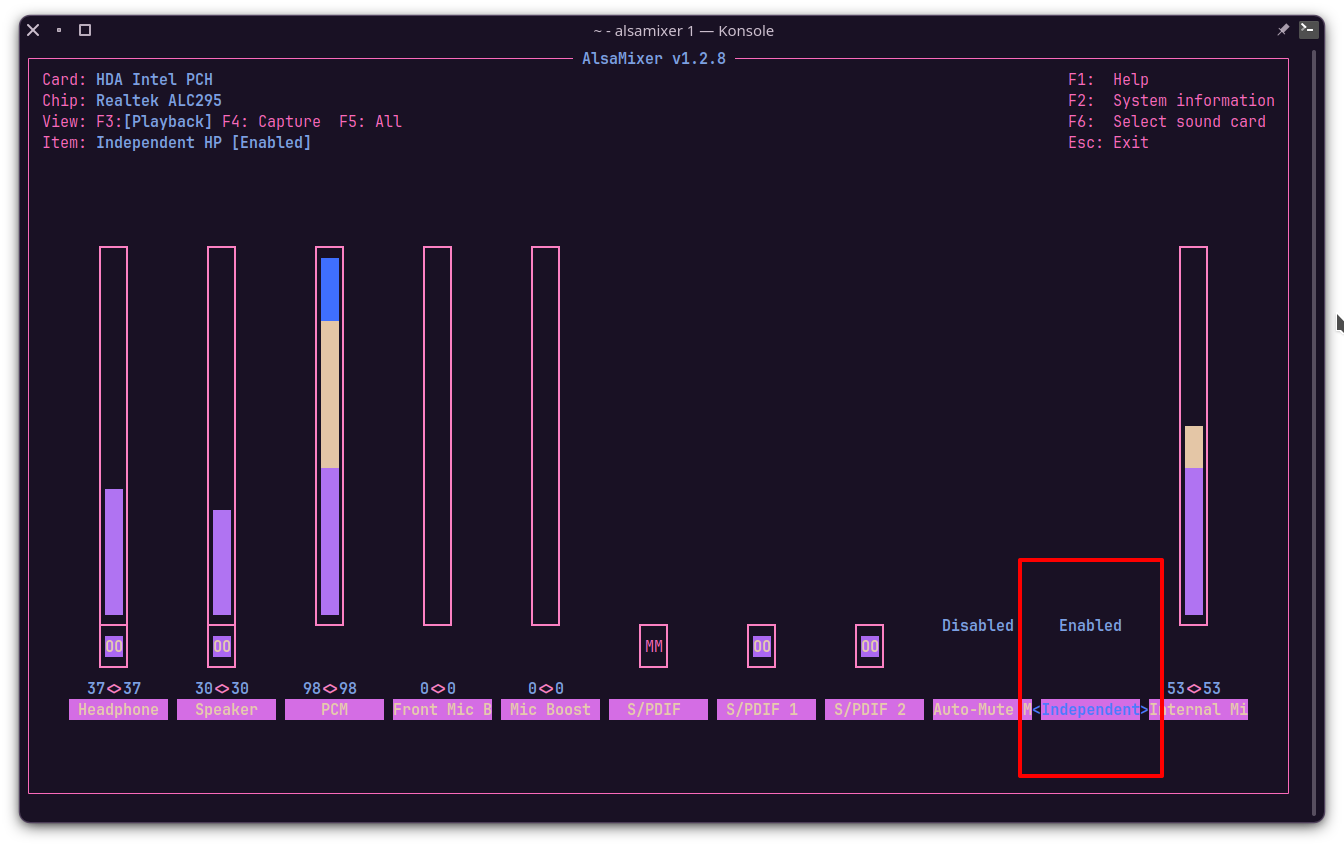 ~ - alsamixer 1 — Konsole
AlsaMixer v1.2.8
Card: HDA Intel PCH F1: Help
Chip: Realtek ALC295 F2: System information
View: F3:[Playback] F4: Capture F5: All F6: Select sound card
Item: Independent HP [Enabled] Esc: Exit
Disabled Enabled
OO OO MM OO OO
37<>37 30<>30 98<>98 0<>0 0<>0 53<>53
Headphone Speaker PCM Front Mic B Mic Boost S/PDIF S/PDIF 1 S/PDIF 2 Auto-Mute M<Independent>Internal Mi